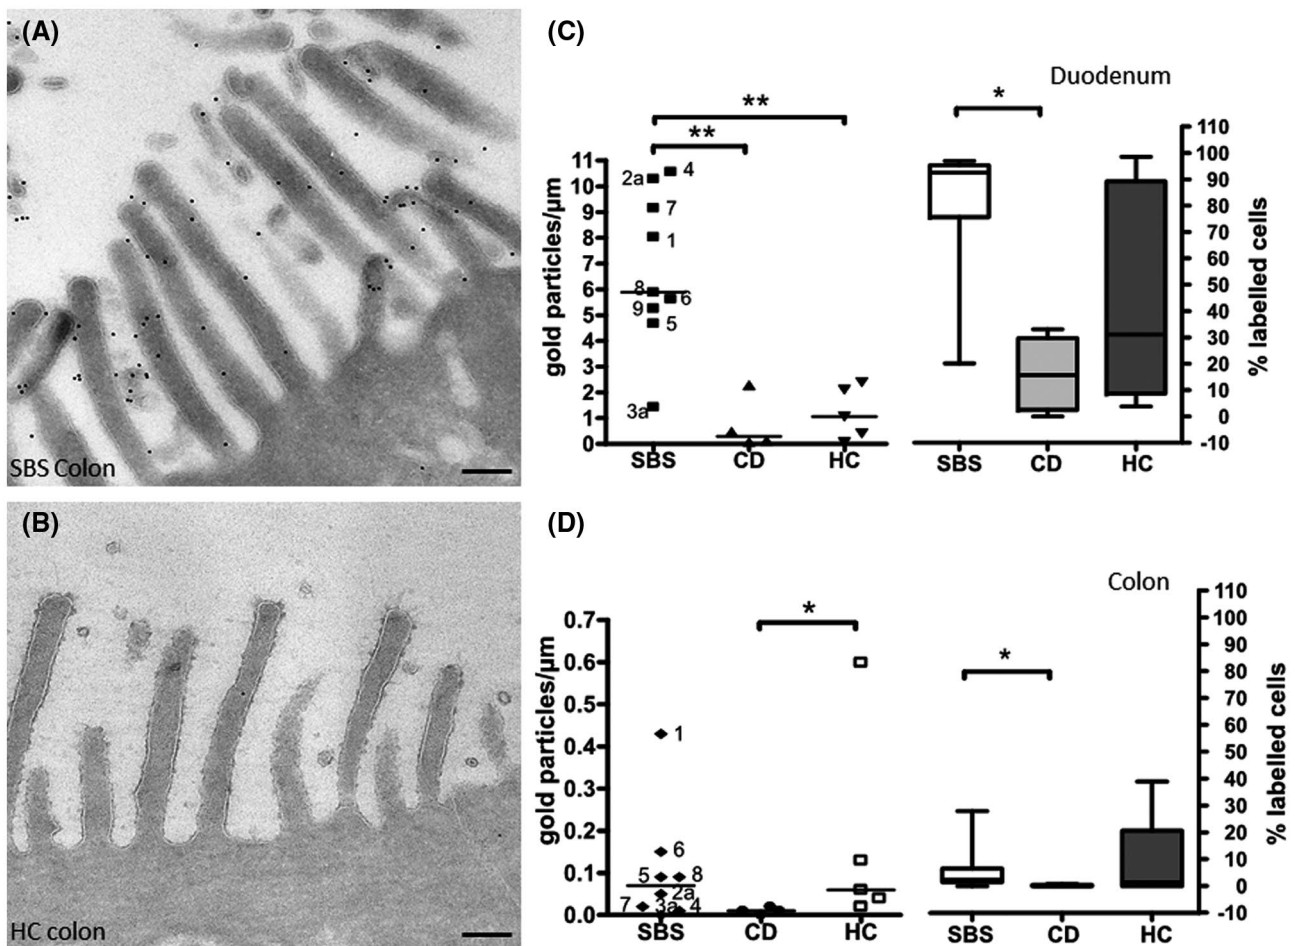 (A)
SBS Colon
(B)
HC colon
(C)
Duodenum
**
**
*
gold particles/µm
11
10
9
8
7
6
5
4
3
2
1
0
2a
4
7
1
8
6
9
5
3a
SBS
CD
HC
% labelled cells
110
100
90
80
70
60
50
40
30
20
10
0
-10
SBS
CD
HC
(D)
Colon
*
*
gold particles/µm
0.7
0.6
0.5
0.4
0.3
0.2
0.1
0.0
1
6
5
8
2a
7
3a
4
SBS
CD
HC
% labelled cells
110
100
90
80
70
60
50
40
30
20
10
0
-10
SBS
CD
HC